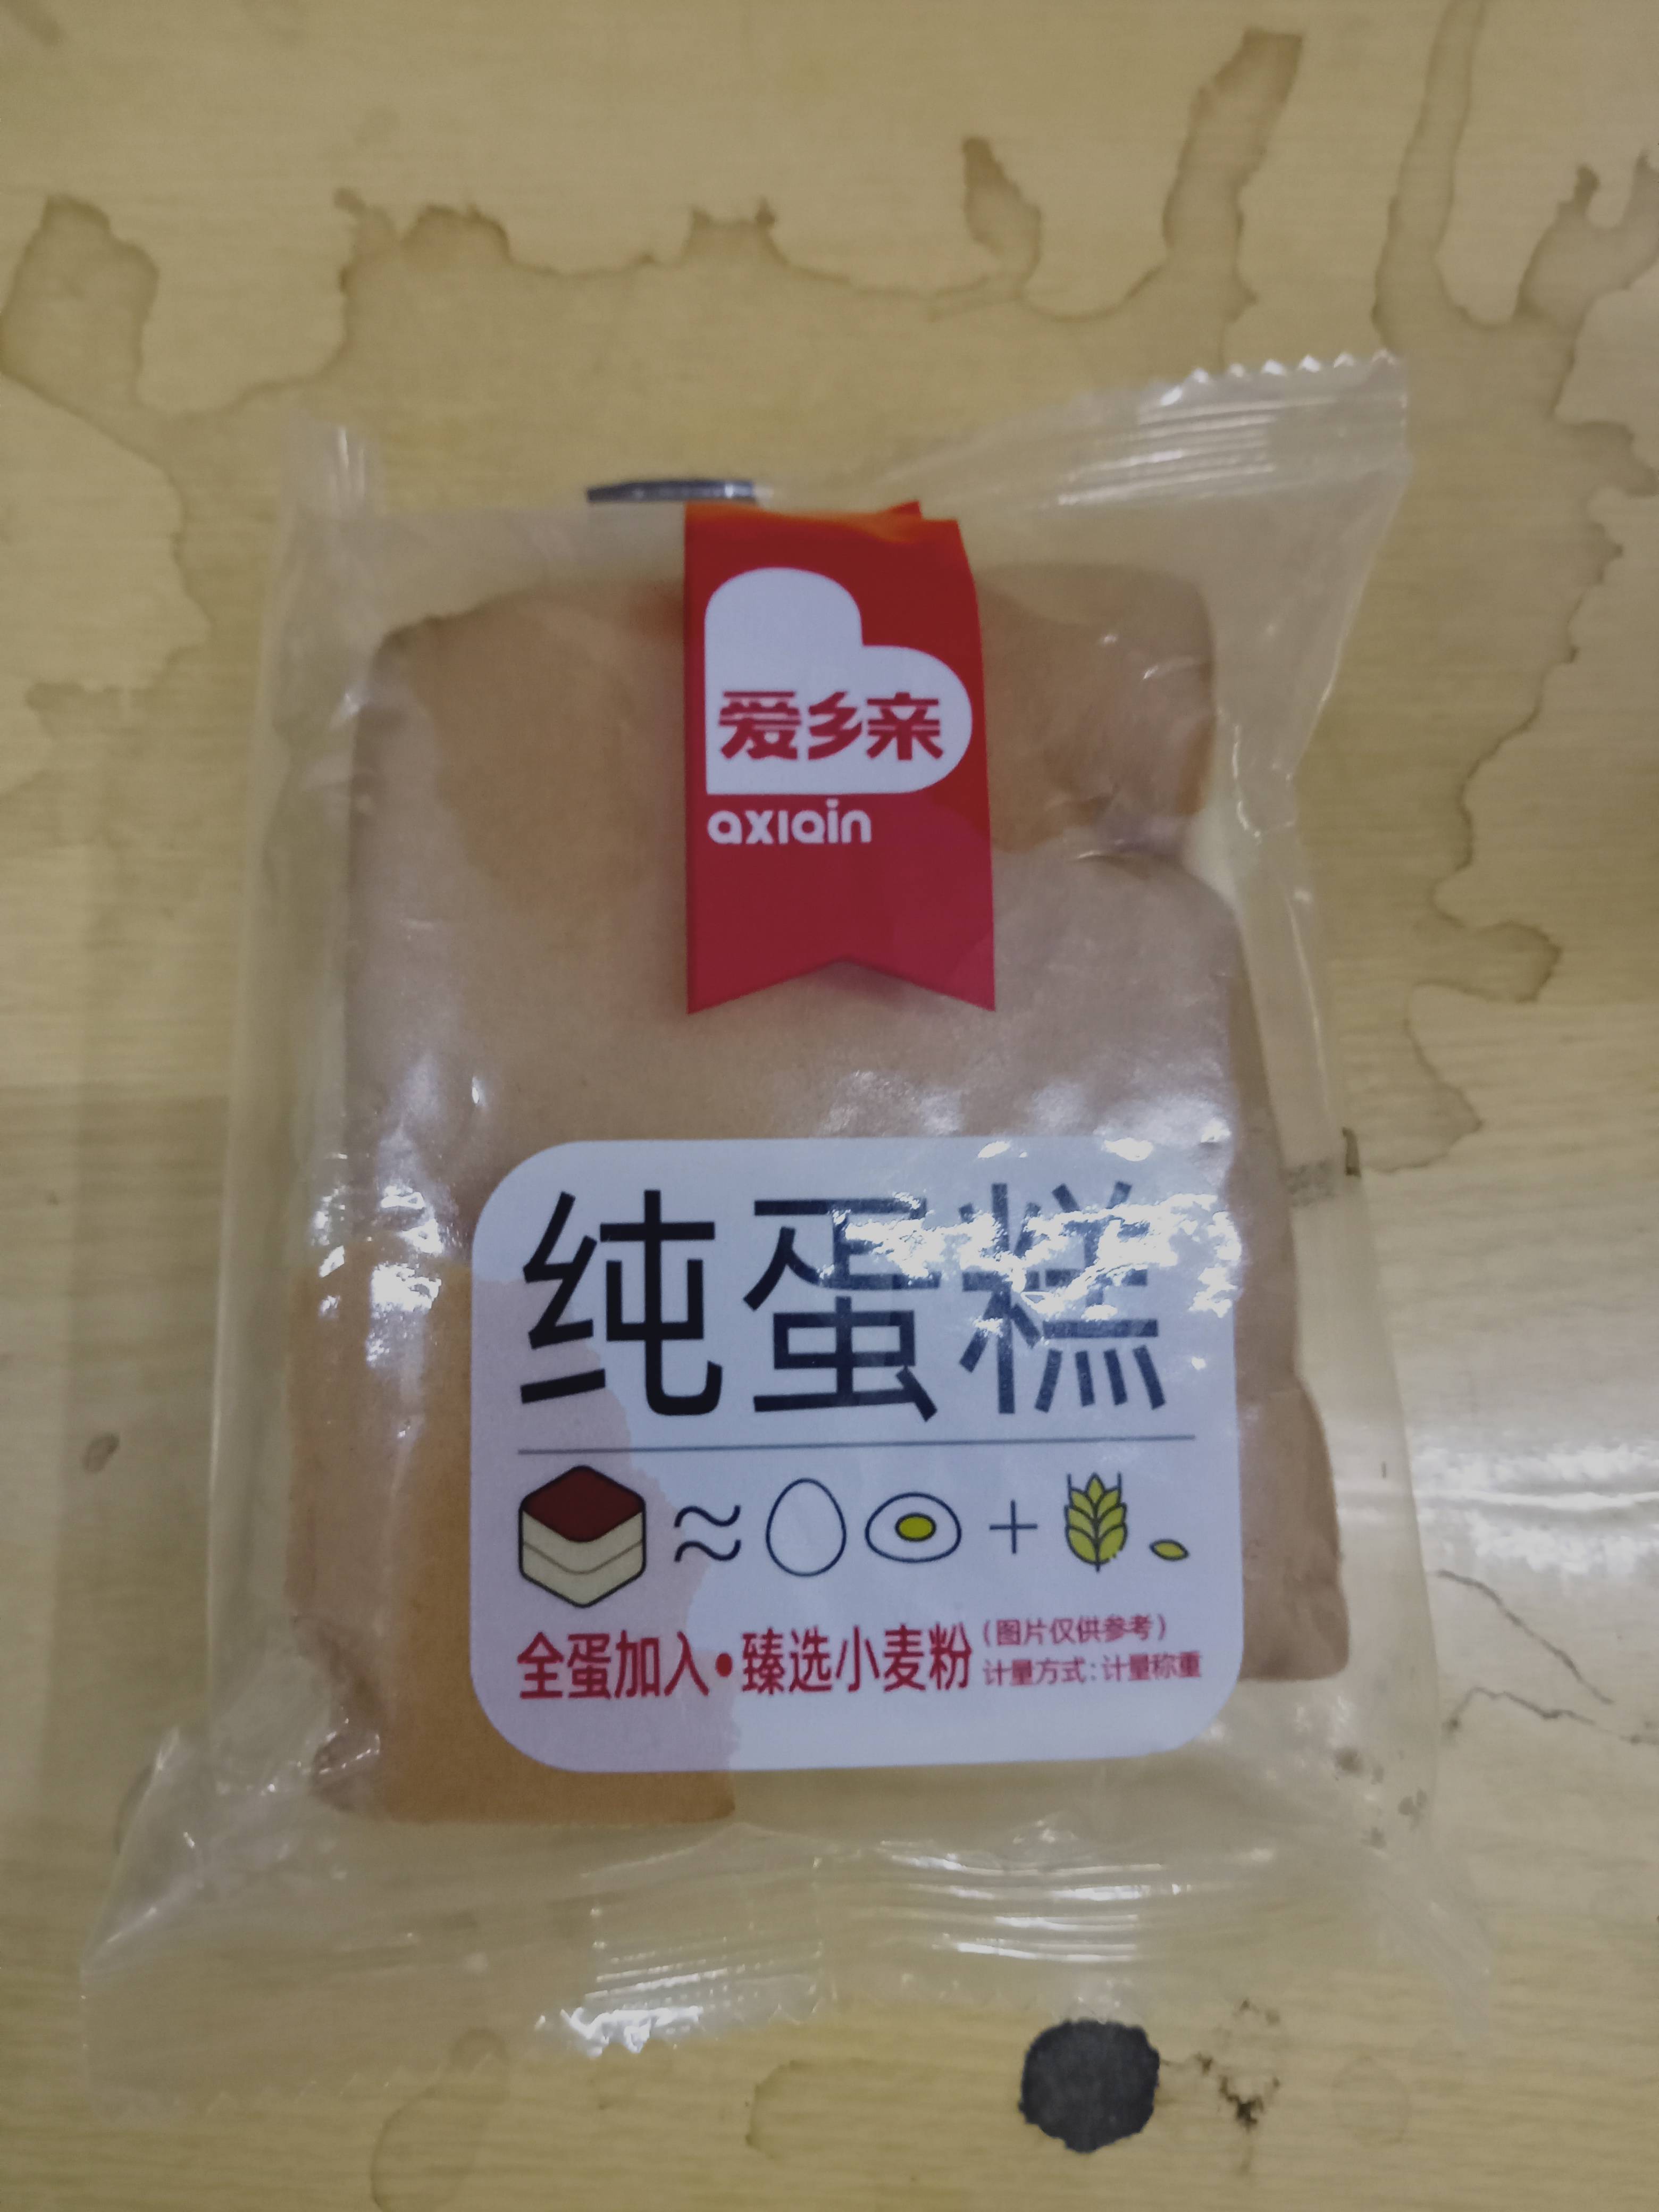 爱乡亲
axiqin
纯蛋糕
≈ +
全蛋加入•臻选小麦粉
(图片仅供参考)
计量方式:计量称重